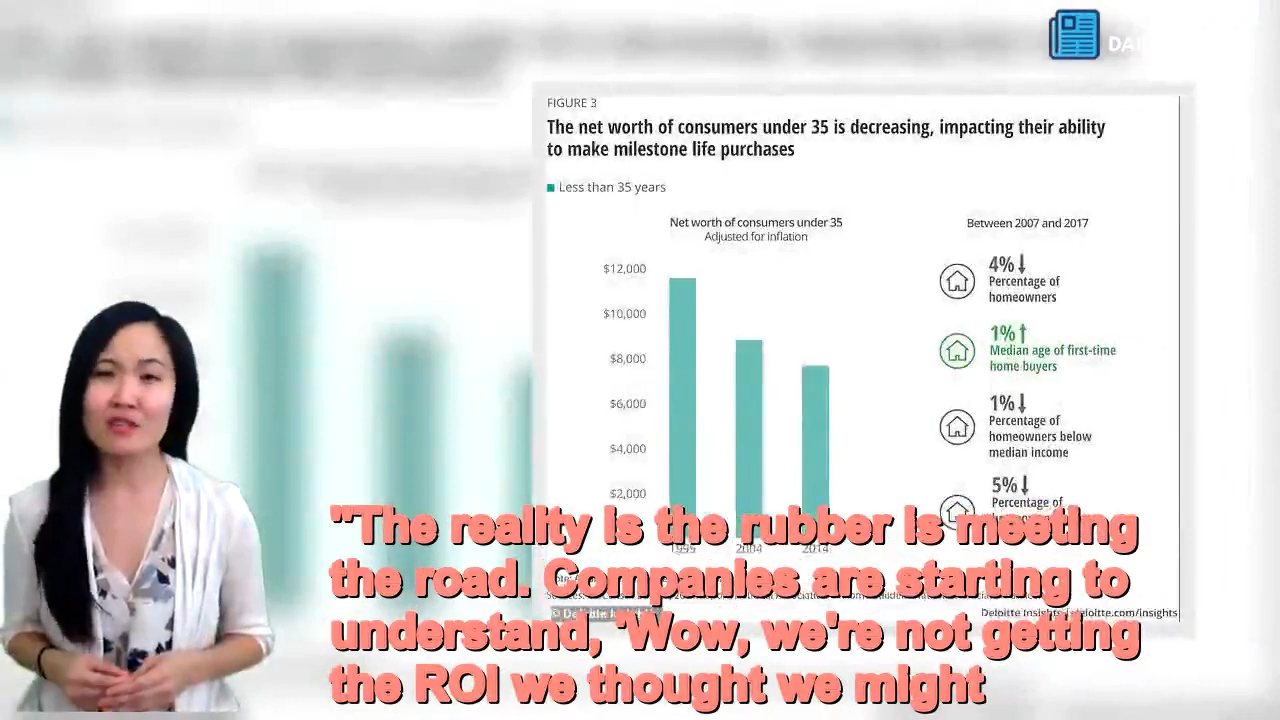 DAI
FIGURE 3
The net worth of consumers under 35 is decreasing, impacting their ability
to make milestone life purchases
Less than 35 years
Net worth of consumers under 35
Adjusted for inflation
$12,000
$10,000
$8,000
$6,000
$4,000
$2,000
1995
2004
2014
Between 2007 and 2017
4%↓
Percentage of
homeowners
1%↑
Median age of first-time
home buyers
1%↓
Percentage of
homeowners below
median income
5%↓
Percentage of
"The reality is the rubber is meeting
the road. Companies are starting to
understand, 'Wow, we're not getting
the ROI we thought we might
Deloitte Insights | deloitte.com/insights